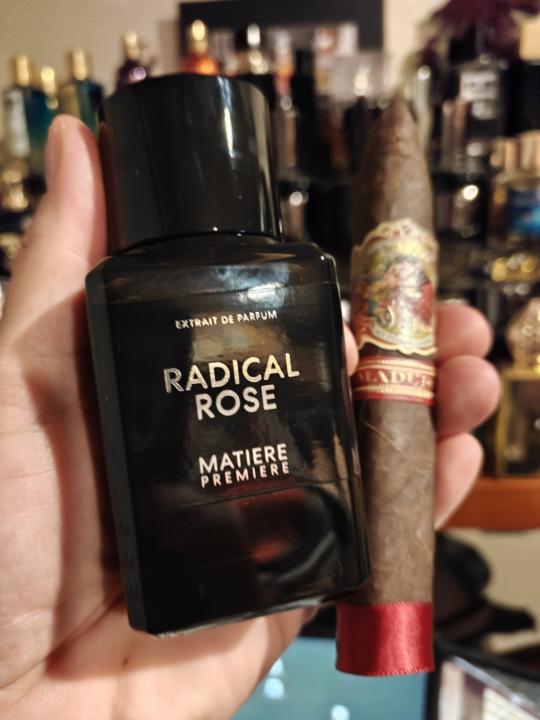 EXTRAIT DE PARFUM
RADICAL
ROSE
MATIERE
PREMIERE